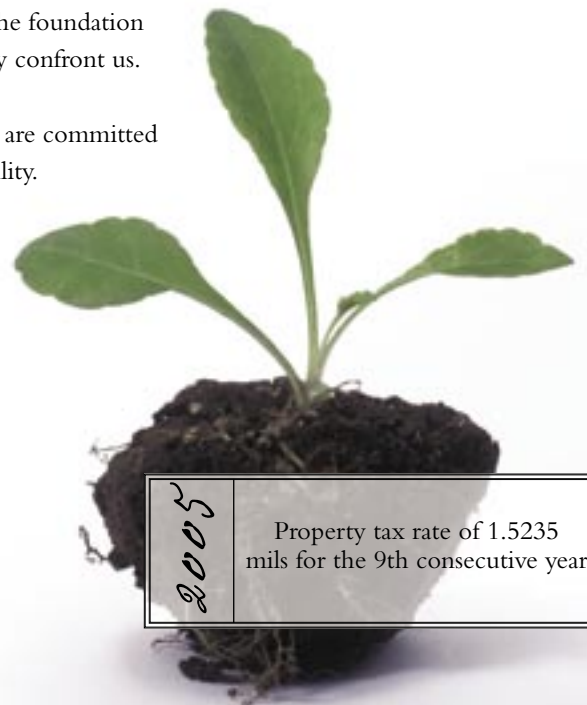 ne foundation
y confront us.
are committed
lity.
2005
Property tax rate of 1.5235
mils for the 9th consecutive year